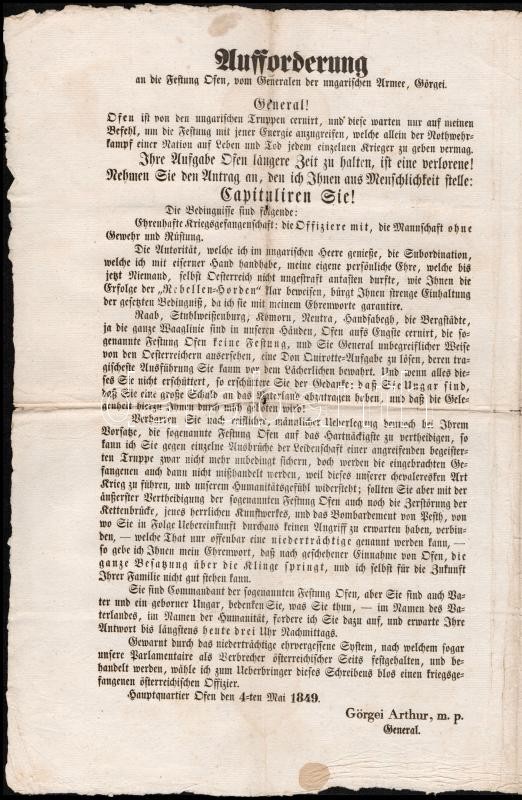 Aufforderung
an die Festung Ofen, vom Generalen der ungarischen Armee, Görgei.
General!
Ofen ist von den ungarischen Truppen cernirt, und diese warten nur auf meinen
Befehl, um die Festung mit jener Energie anzugreifen, welche allein der Nothwehr-
kampf einer Nation auf Leben und Tod jedem einzelnen Krieger zu geben vermag.
Ihre Aufgabe Ofen längere Zeit zu halten, ist eine verlorene!
Nehmen Sie den Antrag an, den ich Ihnen aus Menschlichkeit stelle:
Capituliren Sie!
Die Bedingnisse sind folgende:
Ehrenhafte Kriegsgefangenschaft: die Offiziere mit, die Mannschaft ohne
Gewehr und Rüstung.
Die Autorität, welche ich im ungarischen Heere genieße, die Subordination,
welche ich mit eiserner Hand handhabe, meine eigene persönliche Ehre, welche bis
jetzt Niemand, selbst Oesterreich nicht ungestraft antasten durfte, wie Ihnen die
Erfolge der „Rebellen-Horden" klar beweisen, bürgt Ihnen strenge Einhaltung
der gesetzten Bedingniß, da ich sie mit meinem Ehrenworte garantire.
Raab, Stuhlweißenburg, Komorn, Neutra, Handsabegh, die Bergstädte,
ja die ganze Waaglinie sind in unseren Händen, Ofen aufs Engste cernirt, die so-
genannte Festung Ofen keine Festung, und Sie General unbegreiflicher Weise
von den Oesterreichern ausersehen, eine Don Quirotte-Aufgabe zu lösen, deren tra-
gischeste Ausführung Sie kaum vor dem Lächerlichen bewahrt. Und wenn alles die-
ses Sie nicht erschüttert, so erschüttere Sie der Gedanke: daß Sie Ungar sind,
daß Sie eine große Schuld an das Vaterland abzutragen haben, und daß die Gele-
genheit hierzu Ihnen durch mich geboten wird!
Verharren Sie nach reiflicher, männlicher Ueberlegung dennoch bei Ihrem
Vorsatze, die sogenannte Festung Ofen auf das Hartnäckigste zu vertheidigen, so
kann ich Sie gegen einzelne Ausbrüche der Leidenschaft einer angreifenden begeister-
ten Truppe zwar nicht mehr unbedingt sichern, doch werden die eingebrachten Ge-
fangenen auch dann nicht mißhandelt werden, weil dieses unserer chevaleresken Art
Krieg zu führen, und unserem Humanitätsgefühl widersteht; sollten Sie aber mit der
äußersten Vertheidigung der sogenannten Festung Ofen auch noch die Zerstörung der
Kettenbrücke, jenes herrlichen Kunstwerkes, und das Bombardement von Pesth, von
wo Sie in Folge Uebereinkunft durchaus keinen Angriff zu erwarten haben, verbin-
den, — welche That nur offenbar eine niederträchtige genannt werden kann, —
so gebe ich Ihnen mein Ehrenwort, daß nach geschehener Einnahme von Ofen, die
ganze Besatzung über die Klinge springt, und ich selbst für die Zukunft
Ihrer Familie nicht gut stehen kann.
Sie sind Commandant der sogenannten Festung Ofen, aber Sie sind auch Va-
ter und ein geborner Ungar, bedenken Sie, was Sie thun, — im Namen des Va-
terlandes, im Namen der Humanität, fordere ich Sie dazu auf, und erwarte Ihre
Antwort bis längstens heute drei Uhr Nachmittags.
Gewarnt durch das niederträchtige ehrvergessene System, nach welchem sogar
unsere Parlamentaire als Verbrecher österreichischer Seits festgehalten, und be-
handelt werden, wähle ich zum Ueberbringer dieses Schreibens blos einen kriegsge-
fangenen österreichischen Offizier.
Hauptquartier Ofen den 4-ten Mai 1849.
Görgei Arthur, m. p.
General.